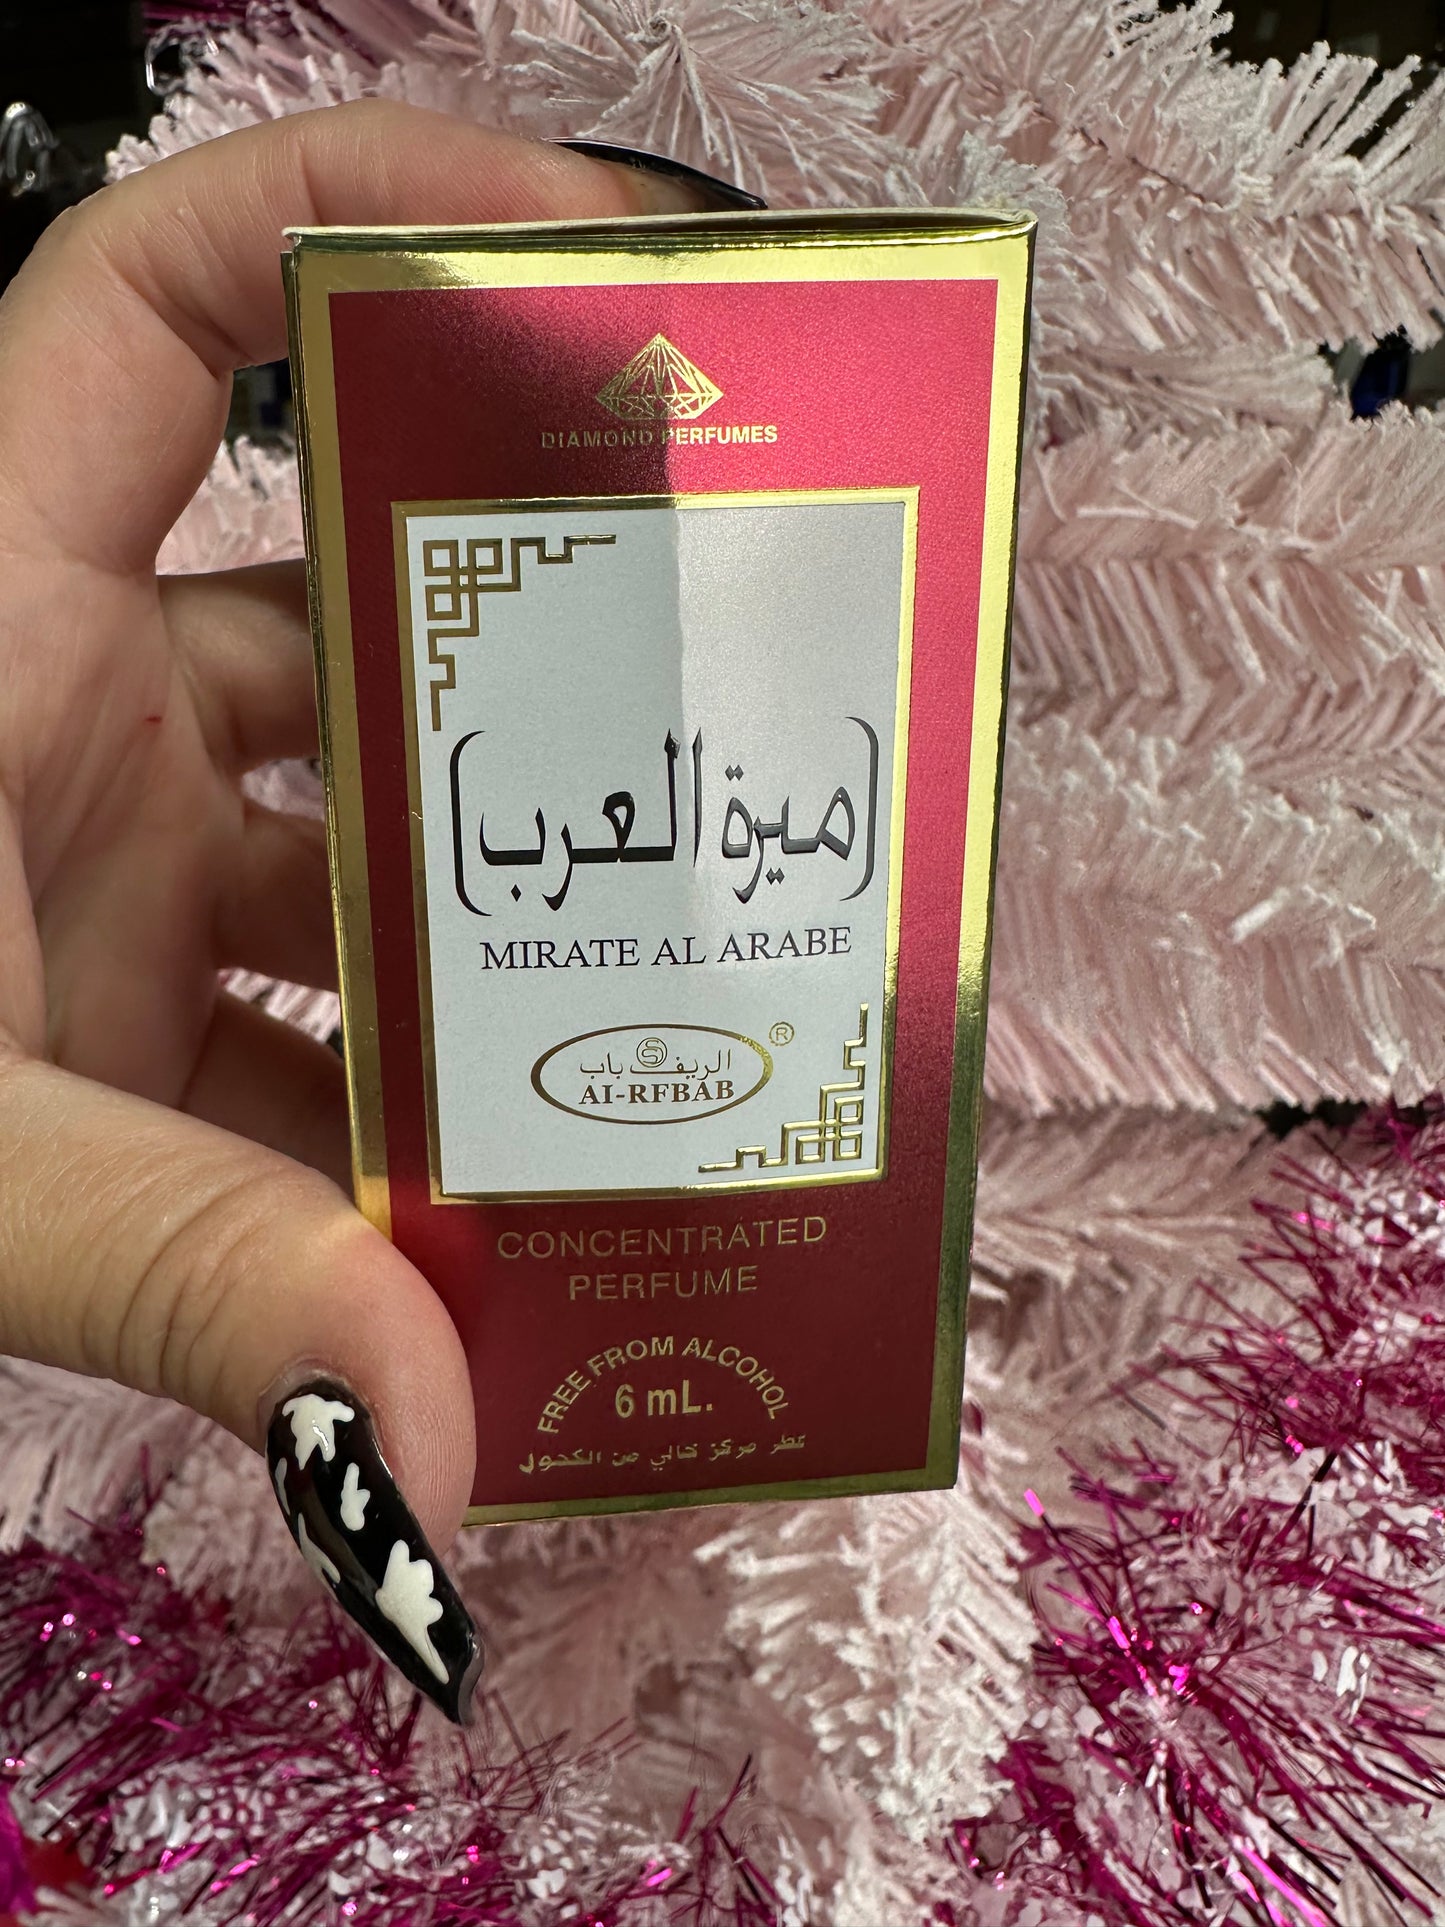 DIAMOND PERFUMES
(ميرة العرب)
MIRATE AL ARABE
®
الريف باب
Al-RFBAB
CONCENTRATED
PERFUME
FREE FROM ALCOHOL
6 mL.
عطر مركز خالي من الكحول